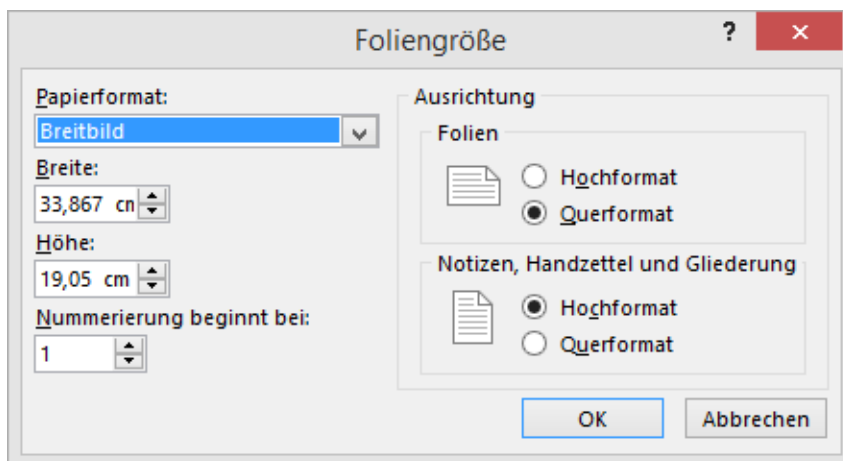 Foliengröße
?
Papierformat:
Breitbild
Breite:
33,867 cm
Höhe:
19,05 cm
Nummerierung beginnt bei:
1
Ausrichtung
Folien
Hochformat
Querformat
Notizen, Handzettel und Gliederung
Hochformat
Querformat
OK
Abbrechen